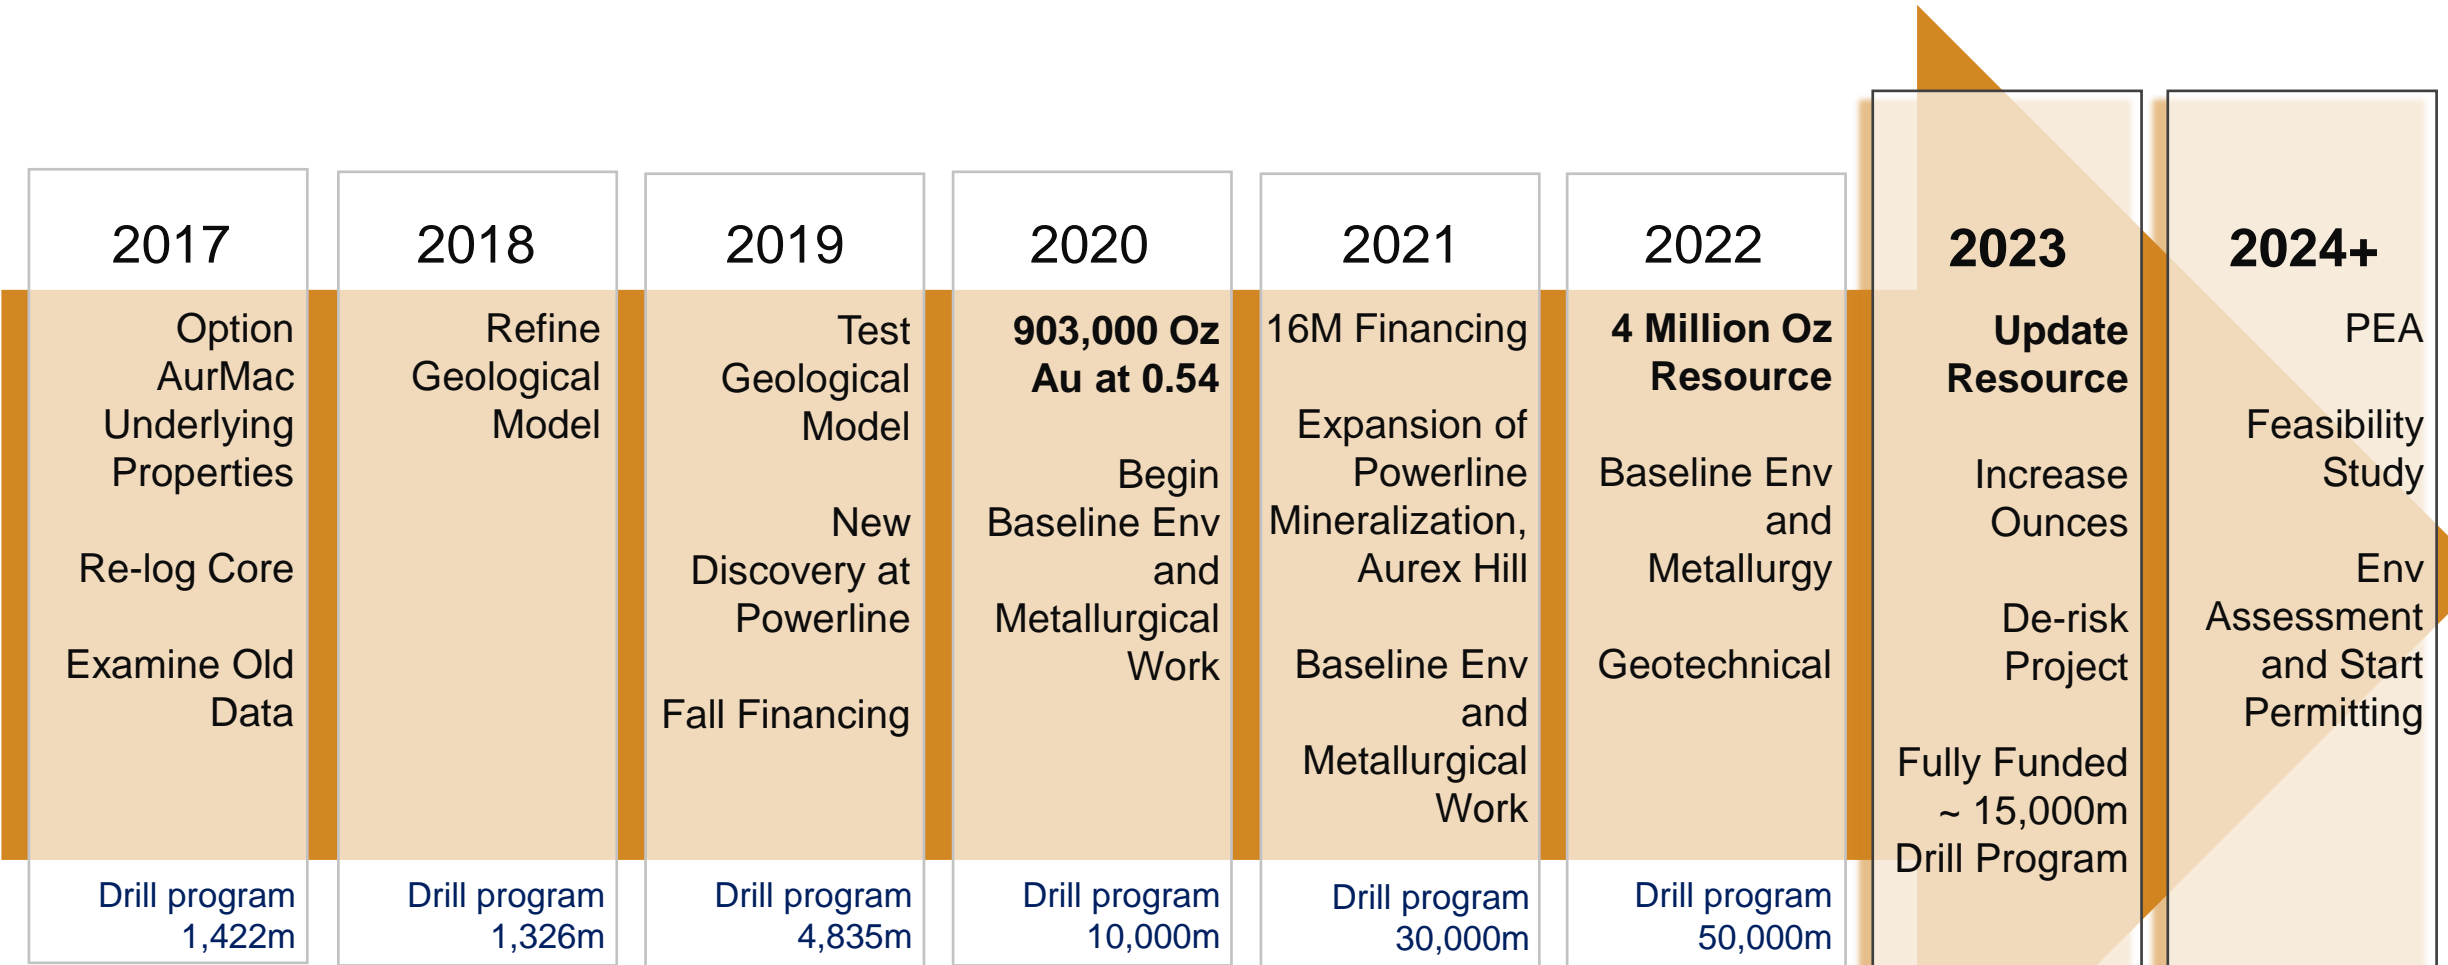 2017
Option
AurMac
Underlying
Properties
Re-log Core
Examine Old
Data
Drill program
1,422m
2018
Refine
Geological
Model
Drill program
1,326m
2019
Test
Geological
Model
New
Discovery at
Powerline
Fall Financing
Drill program
4,835m
2020
903,000 Oz
Au at 0.54
Begin
Baseline Env
and
Metallurgical
Work
Drill program
10,000m
2021
16M Financing
Expansion of
Powerline
Mineralization,
Aurex Hill
Baseline Env
and
Metallurgical
Work
Drill program
30,000m
2022
4 Million Oz
Resource
Baseline Env
and
Metallurgy
Geotechnical
Drill program
50,000m
2023
Update
Resource
Increase
Ounces
De-risk
Project
Fully Funded
~ 15,000m
Drill Program
2024+
PEA
Feasibility
Study
Env
Assessment
and Start
Permitting